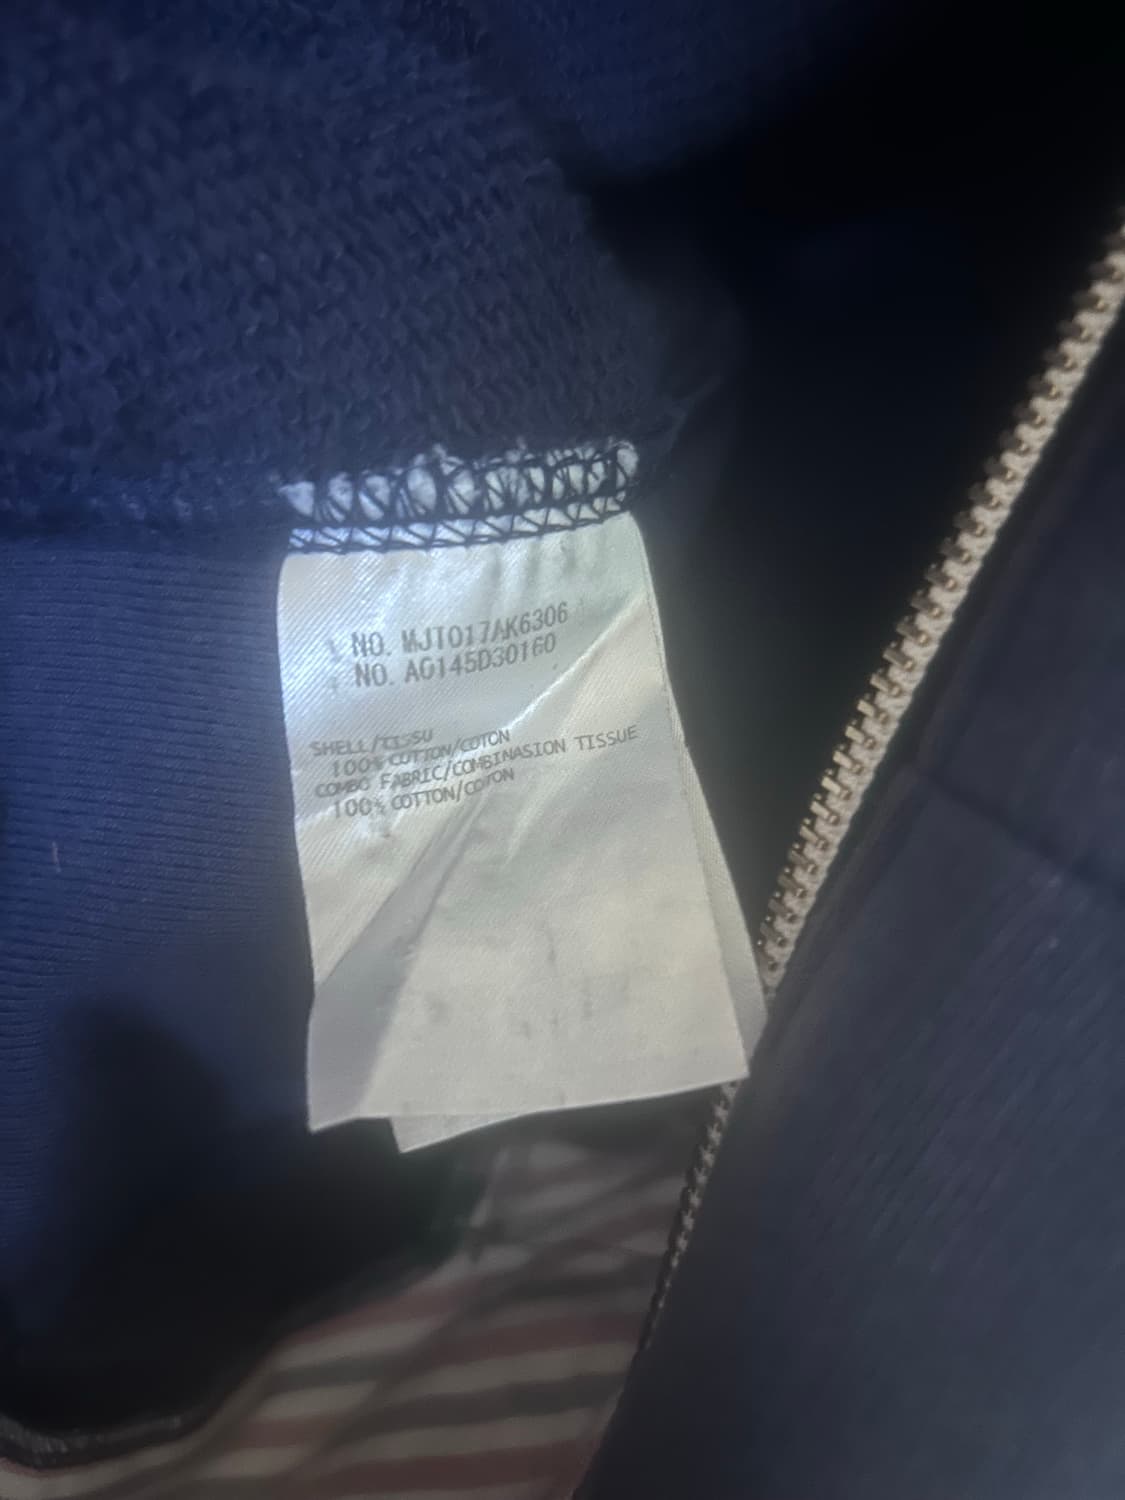 NO. MJT017AK6306
NO. AG145D30160
SHELL/TISSU
100% COTTON/COTON
COMBO FABRIC/COMBINASION TISSUE
100% COTTON/COTON